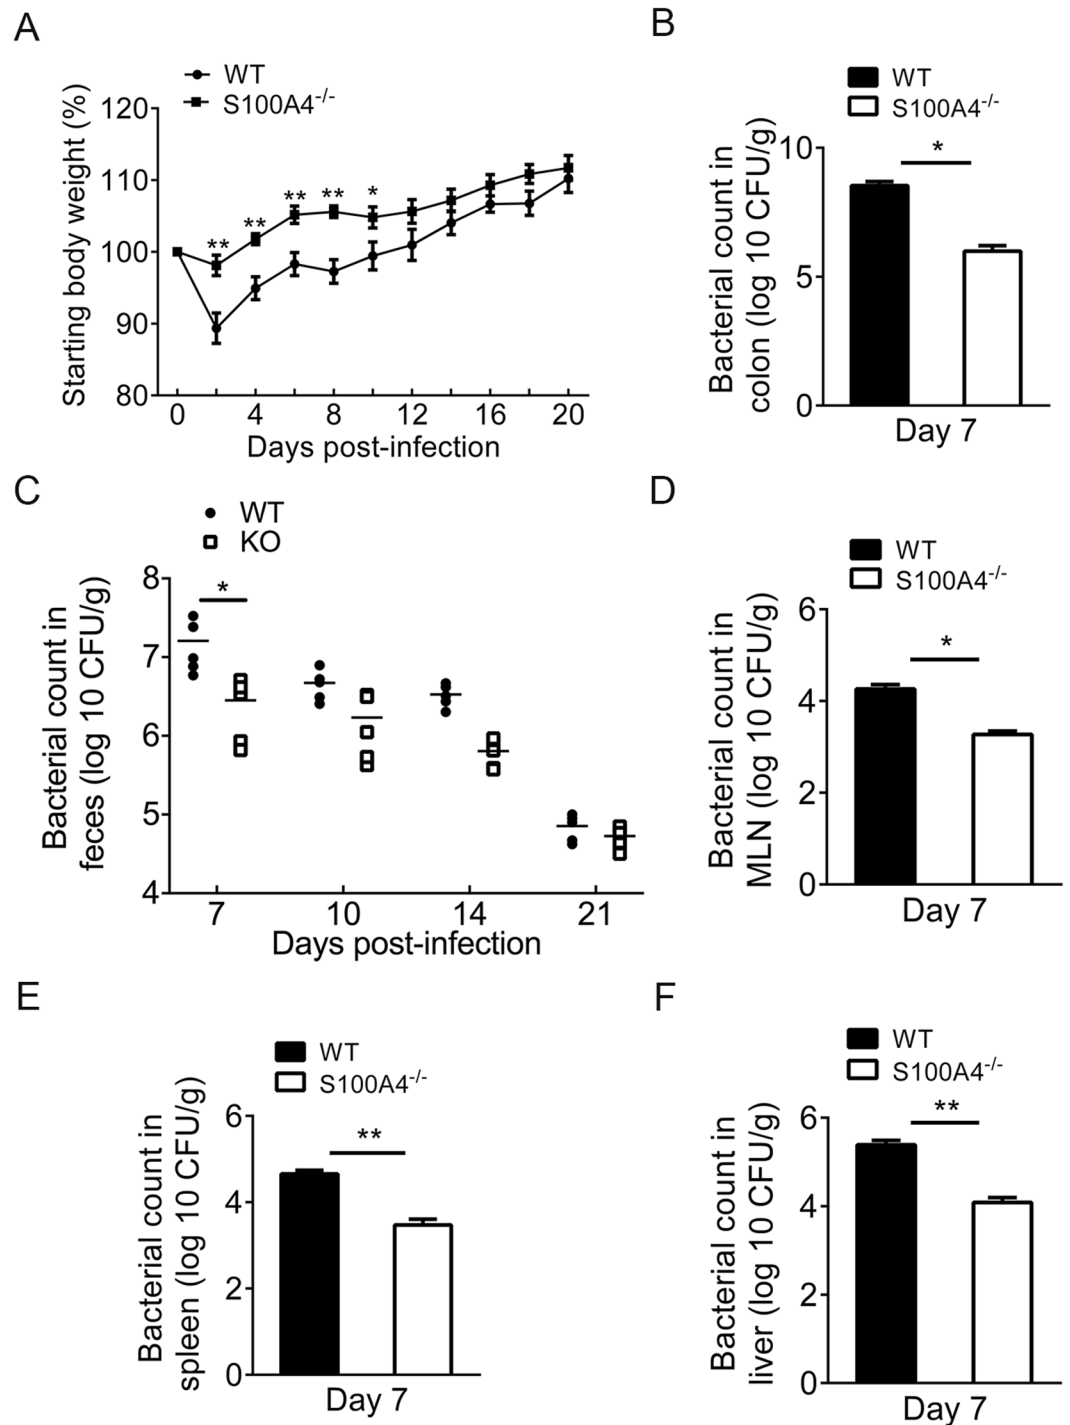 A
WT
S100A4-/-
Starting body weight (%)
120
110
100
90
80
**
**
**
**
*
0 4 8 12 16 20
Days post-infection
B
WT
S100A4-/-
Bacterial count in
colon (log 10 CFU/g)
10
5
0
*
Day 7
C
WT
KO
Bacterial count in
feces (log 10 CFU/g)
8
7
6
5
4
*
7 10 14 21
Days post-infection
D
WT
S100A4-/-
Bacterial count in
MLN (log 10 CFU/g)
6
4
2
0
*
Day 7
E
WT
S100A4-/-
Bacterial count in
spleen (log 10 CFU/g)
6
4
2
0
**
Day 7
F
WT
S100A4-/-
Bacterial count in
liver (log 10 CFU/g)
6
4
2
0
**
Day 7